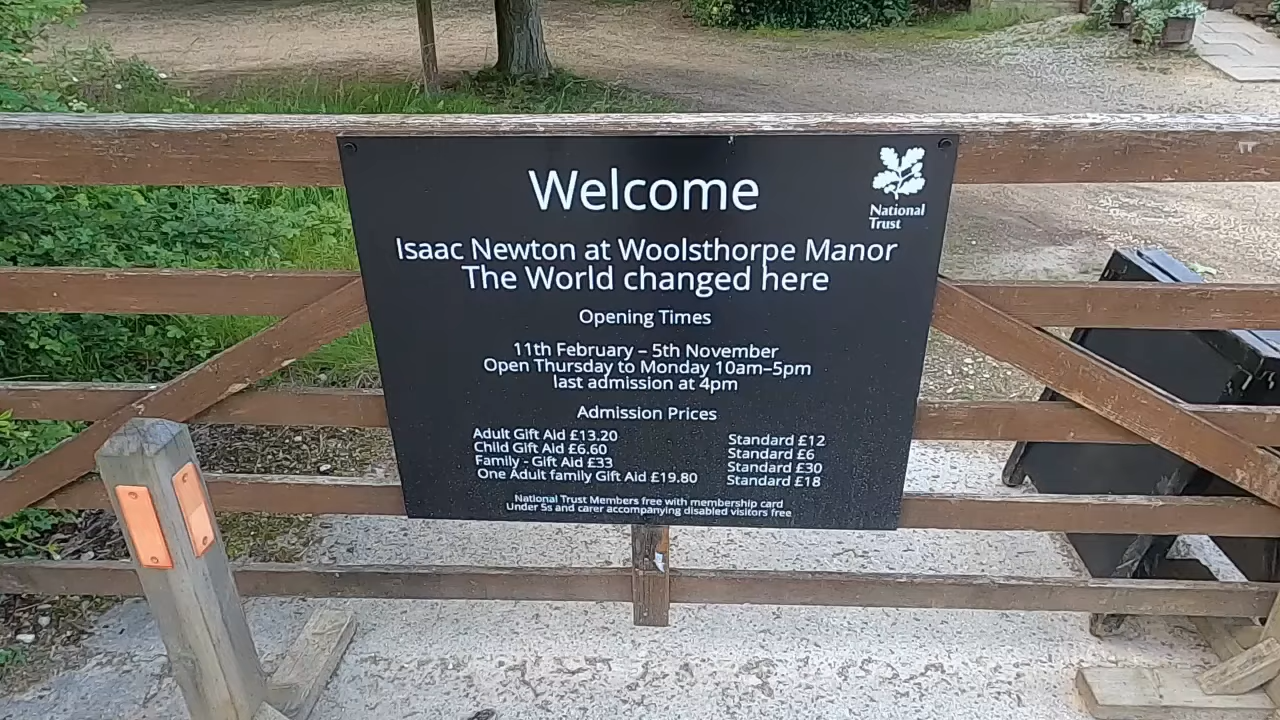 Welcome
National
Trust
Isaac Newton at Woolsthorpe Manor
The World changed here
Opening Times
11th February – 5th November
Open Thursday to Monday 10am–5pm
last admission at 4pm
Admission Prices
Adult Gift Aid £13.20 Standard £12
Child Gift Aid £6.60 Standard £6
Family - Gift Aid £33 Standard £30
One Adult family Gift Aid £19.80 Standard £18
National Trust Members free with membership card
Under 5s and carer accompanying disabled visitors free